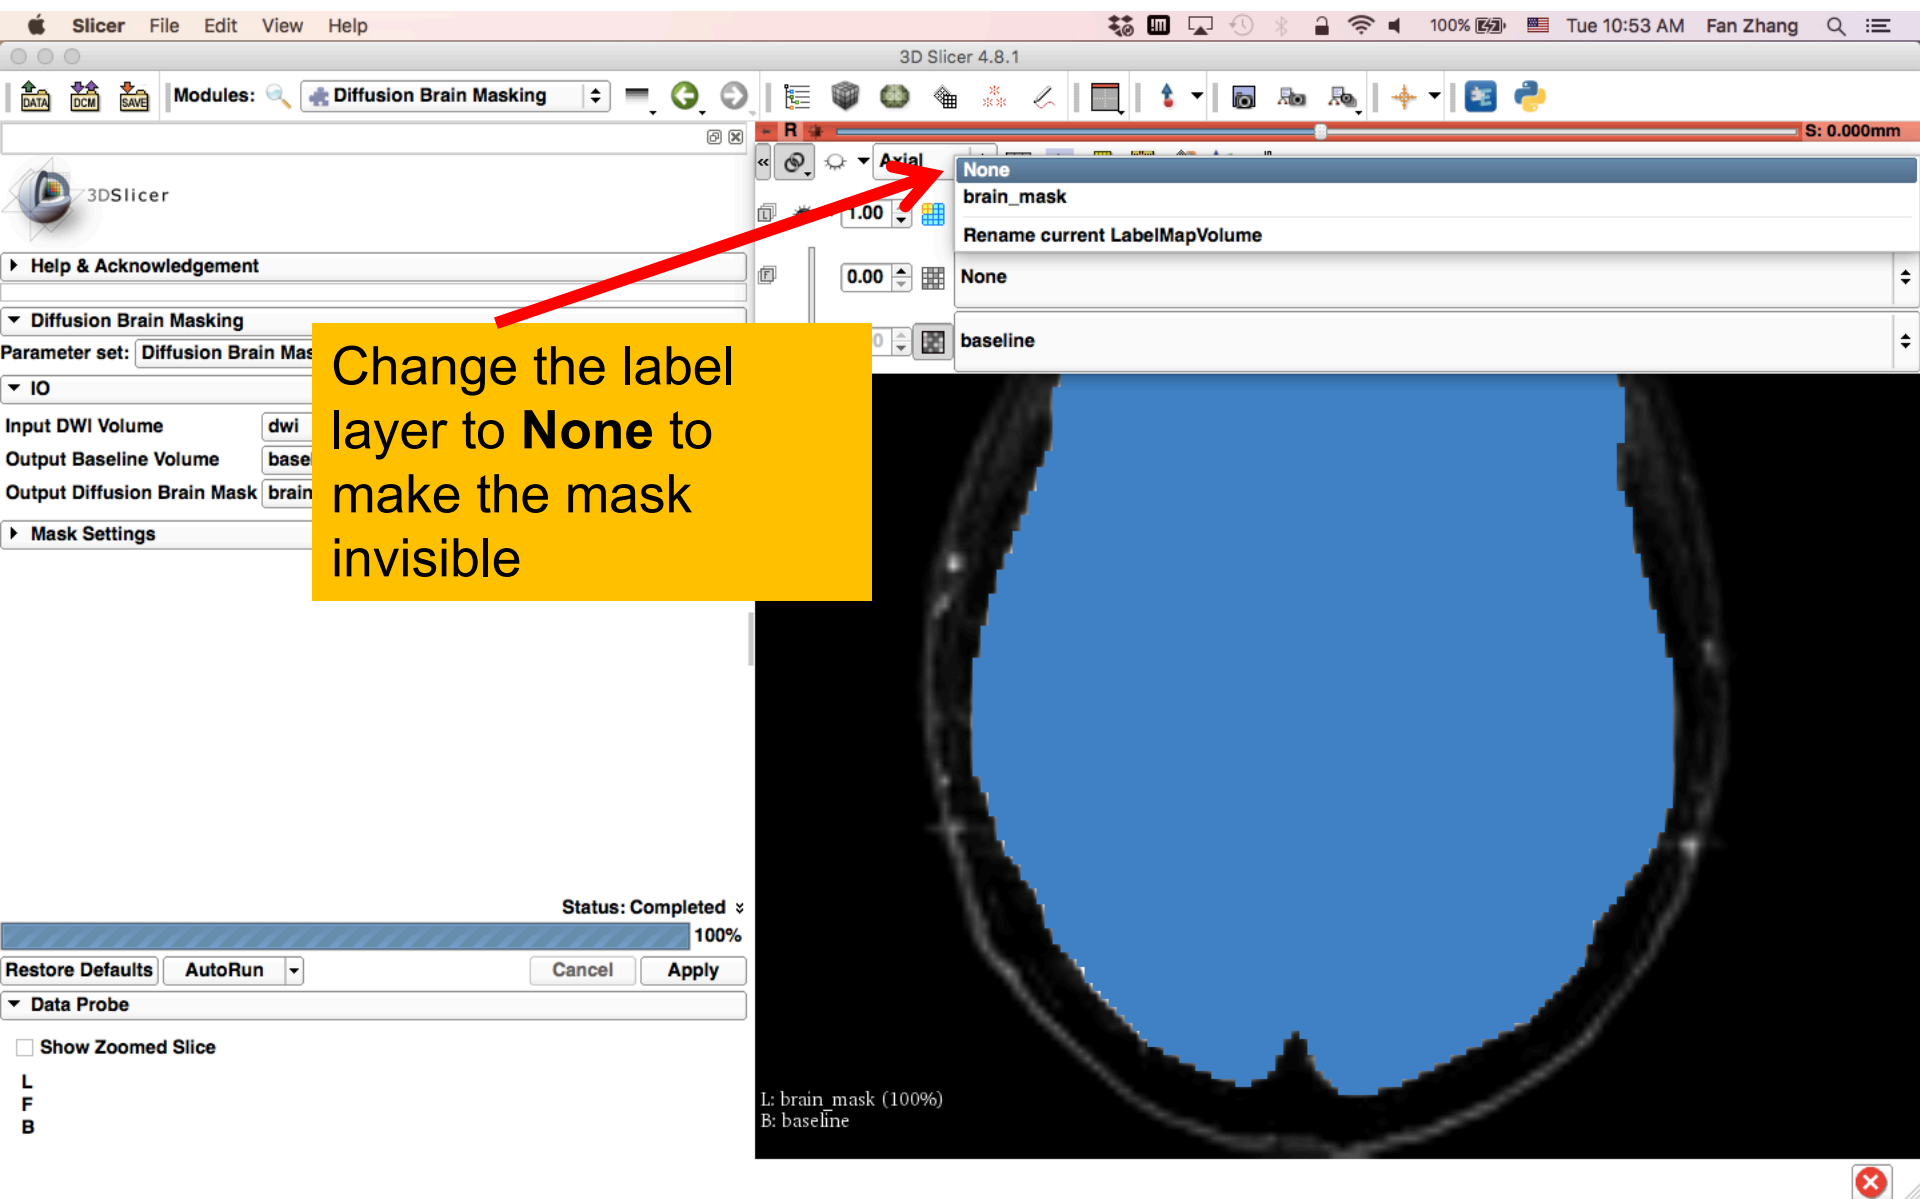 Slicer File Edit View Help 100% Tue 10:53 AM Fan Zhang
3D Slicer 4.8.1
DATA DCM SAVE Modules: Diffusion Brain Masking
R S: 0.000mm
Axial
3DSlicer
None
brain_mask
1.00
Rename current LabelMapVolume
Help & Acknowledgement
F 0.00 None
Diffusion Brain Masking
Parameter set: Diffusion Brain Mas
baseline
IO
Input DWI Volume dwi
Output Baseline Volume basel
Output Diffusion Brain Mask brain
Mask Settings
Change the label
layer to None to
make the mask
invisible
Status: Completed
100%
Restore Defaults AutoRun Cancel Apply
Data Probe
Show Zoomed Slice
L
F
B
L: brain_mask (100%)
B: baseline